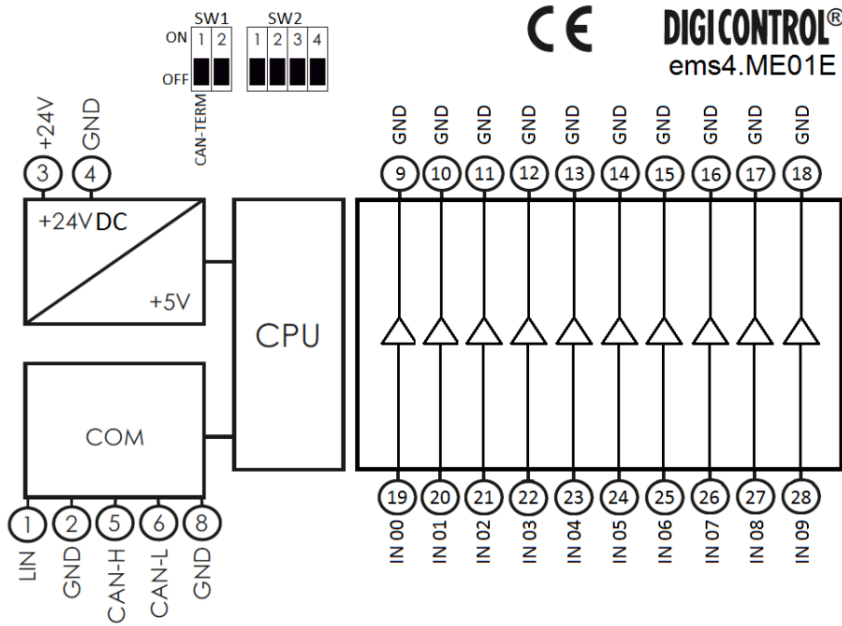 SW1 SW2
ON 1 2 1 2 3 4
OFF
CAN-TERM
CE DIGICONTROL®
ems4.ME01E
+24V GND
3 4
+24V DC
+5V
CPU
COM
1 2 5 6 8
LIN GND CAN-H CAN-L GND
GND GND GND GND GND GND GND GND GND GND
9 10 11 12 13 14 15 16 17 18
19 20 21 22 23 24 25 26 27 28
IN 00 IN 01 IN 02 IN 03 IN 04 IN 05 IN 06 IN 07 IN 08 IN 09